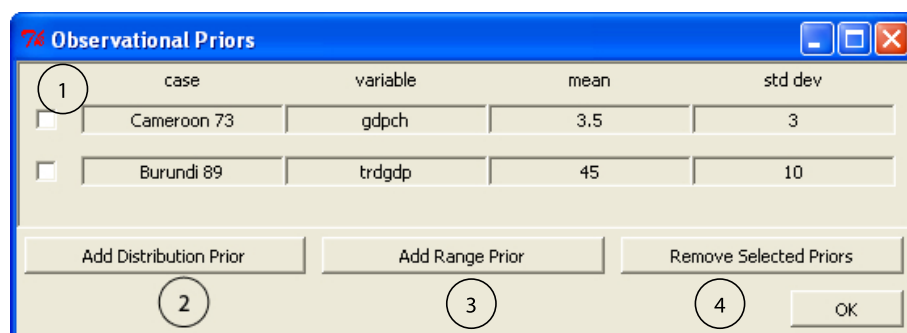 Observational Priors
1 case variable mean std dev
Cameroon 73 gdpch 3.5 3
Burundi 89 trdgdp 45 10
Add Distribution Prior Add Range Prior Remove Selected Priors
2 3 4 OK